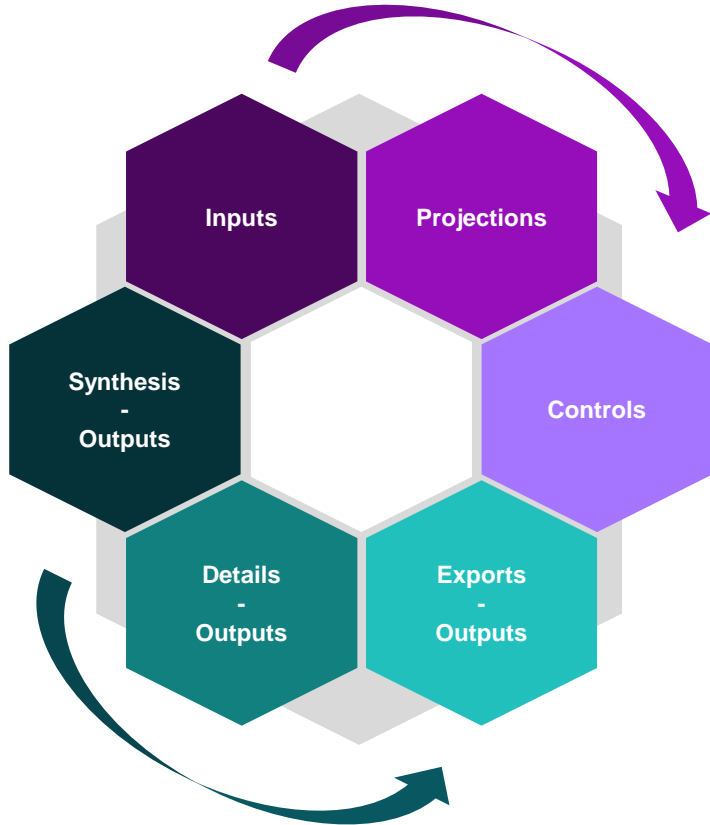 Inputs
Projections
Synthesis
-
Outputs
Controls
Details
-
Outputs
Exports
-
Outputs